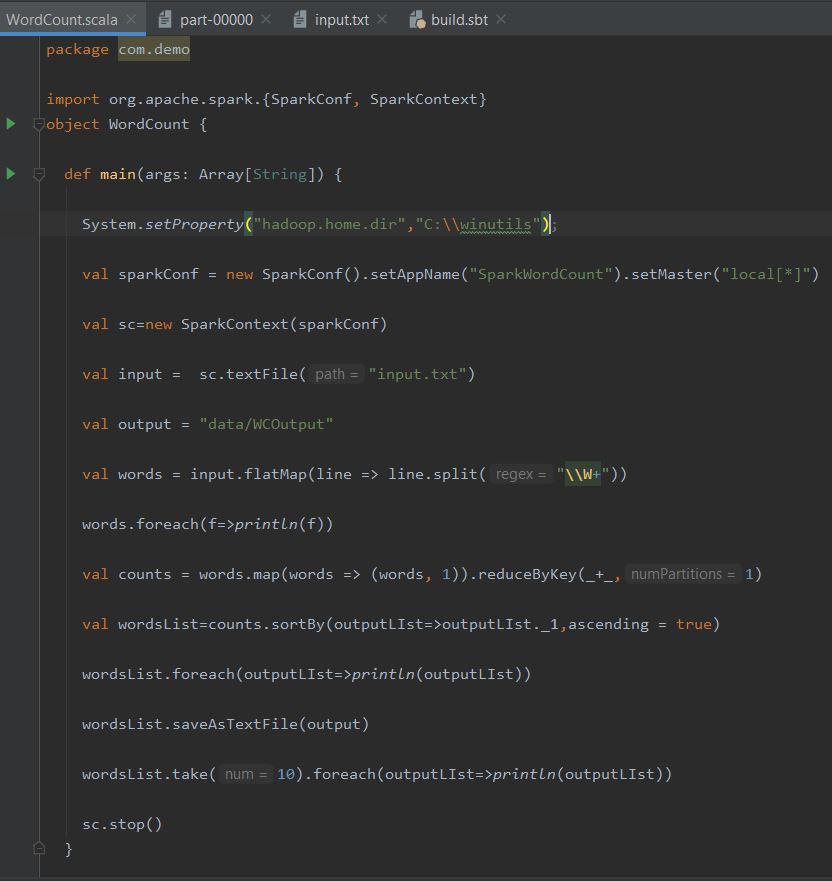 WordCount.scala × part-00000 × input.txt × build.sbt ×
package com.demo
import org.apache.spark.{SparkConf, SparkContext}
object WordCount {
def main(args: Array[String]) {
System.setProperty("hadoop.home.dir","C:\\winutils");
val sparkConf = new SparkConf().setAppName("SparkWordCount").setMaster("local[*]")
val sc=new SparkContext(sparkConf)
val input =  sc.textFile( path = "input.txt")
val output = "data/WCOutput"
val words = input.flatMap(line => line.split( regex = "\\W+"))
words.foreach(f=>println(f))
val counts = words.map(words => (words, 1)).reduceByKey(_+_, numPartitions = 1)
val wordsList=counts.sortBy(outputLIst=>outputLIst._1,ascending = true)
wordsList.foreach(outputLIst=>println(outputLIst))
wordsList.saveAsTextFile(output)
wordsList.take( num = 10).foreach(outputLIst=>println(outputLIst))
sc.stop()
}